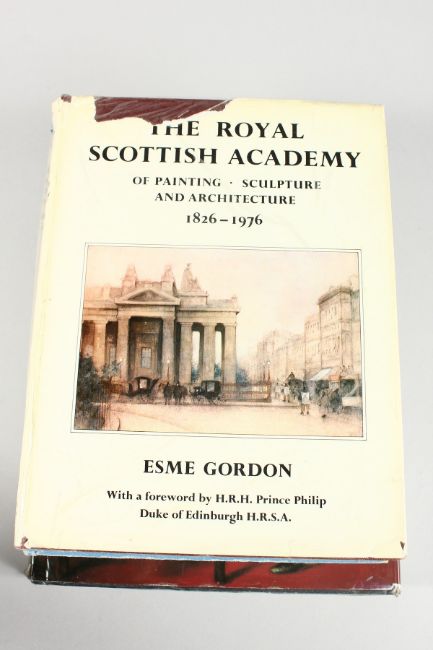 THE ROYAL
SCOTTISH ACADEMY
OF PAINTING · SCULPTURE
AND ARCHITECTURE
1826–1976
ESME GORDON
With a foreword by H.R.H. Prince Philip
Duke of Edinburgh H.R.S.A.